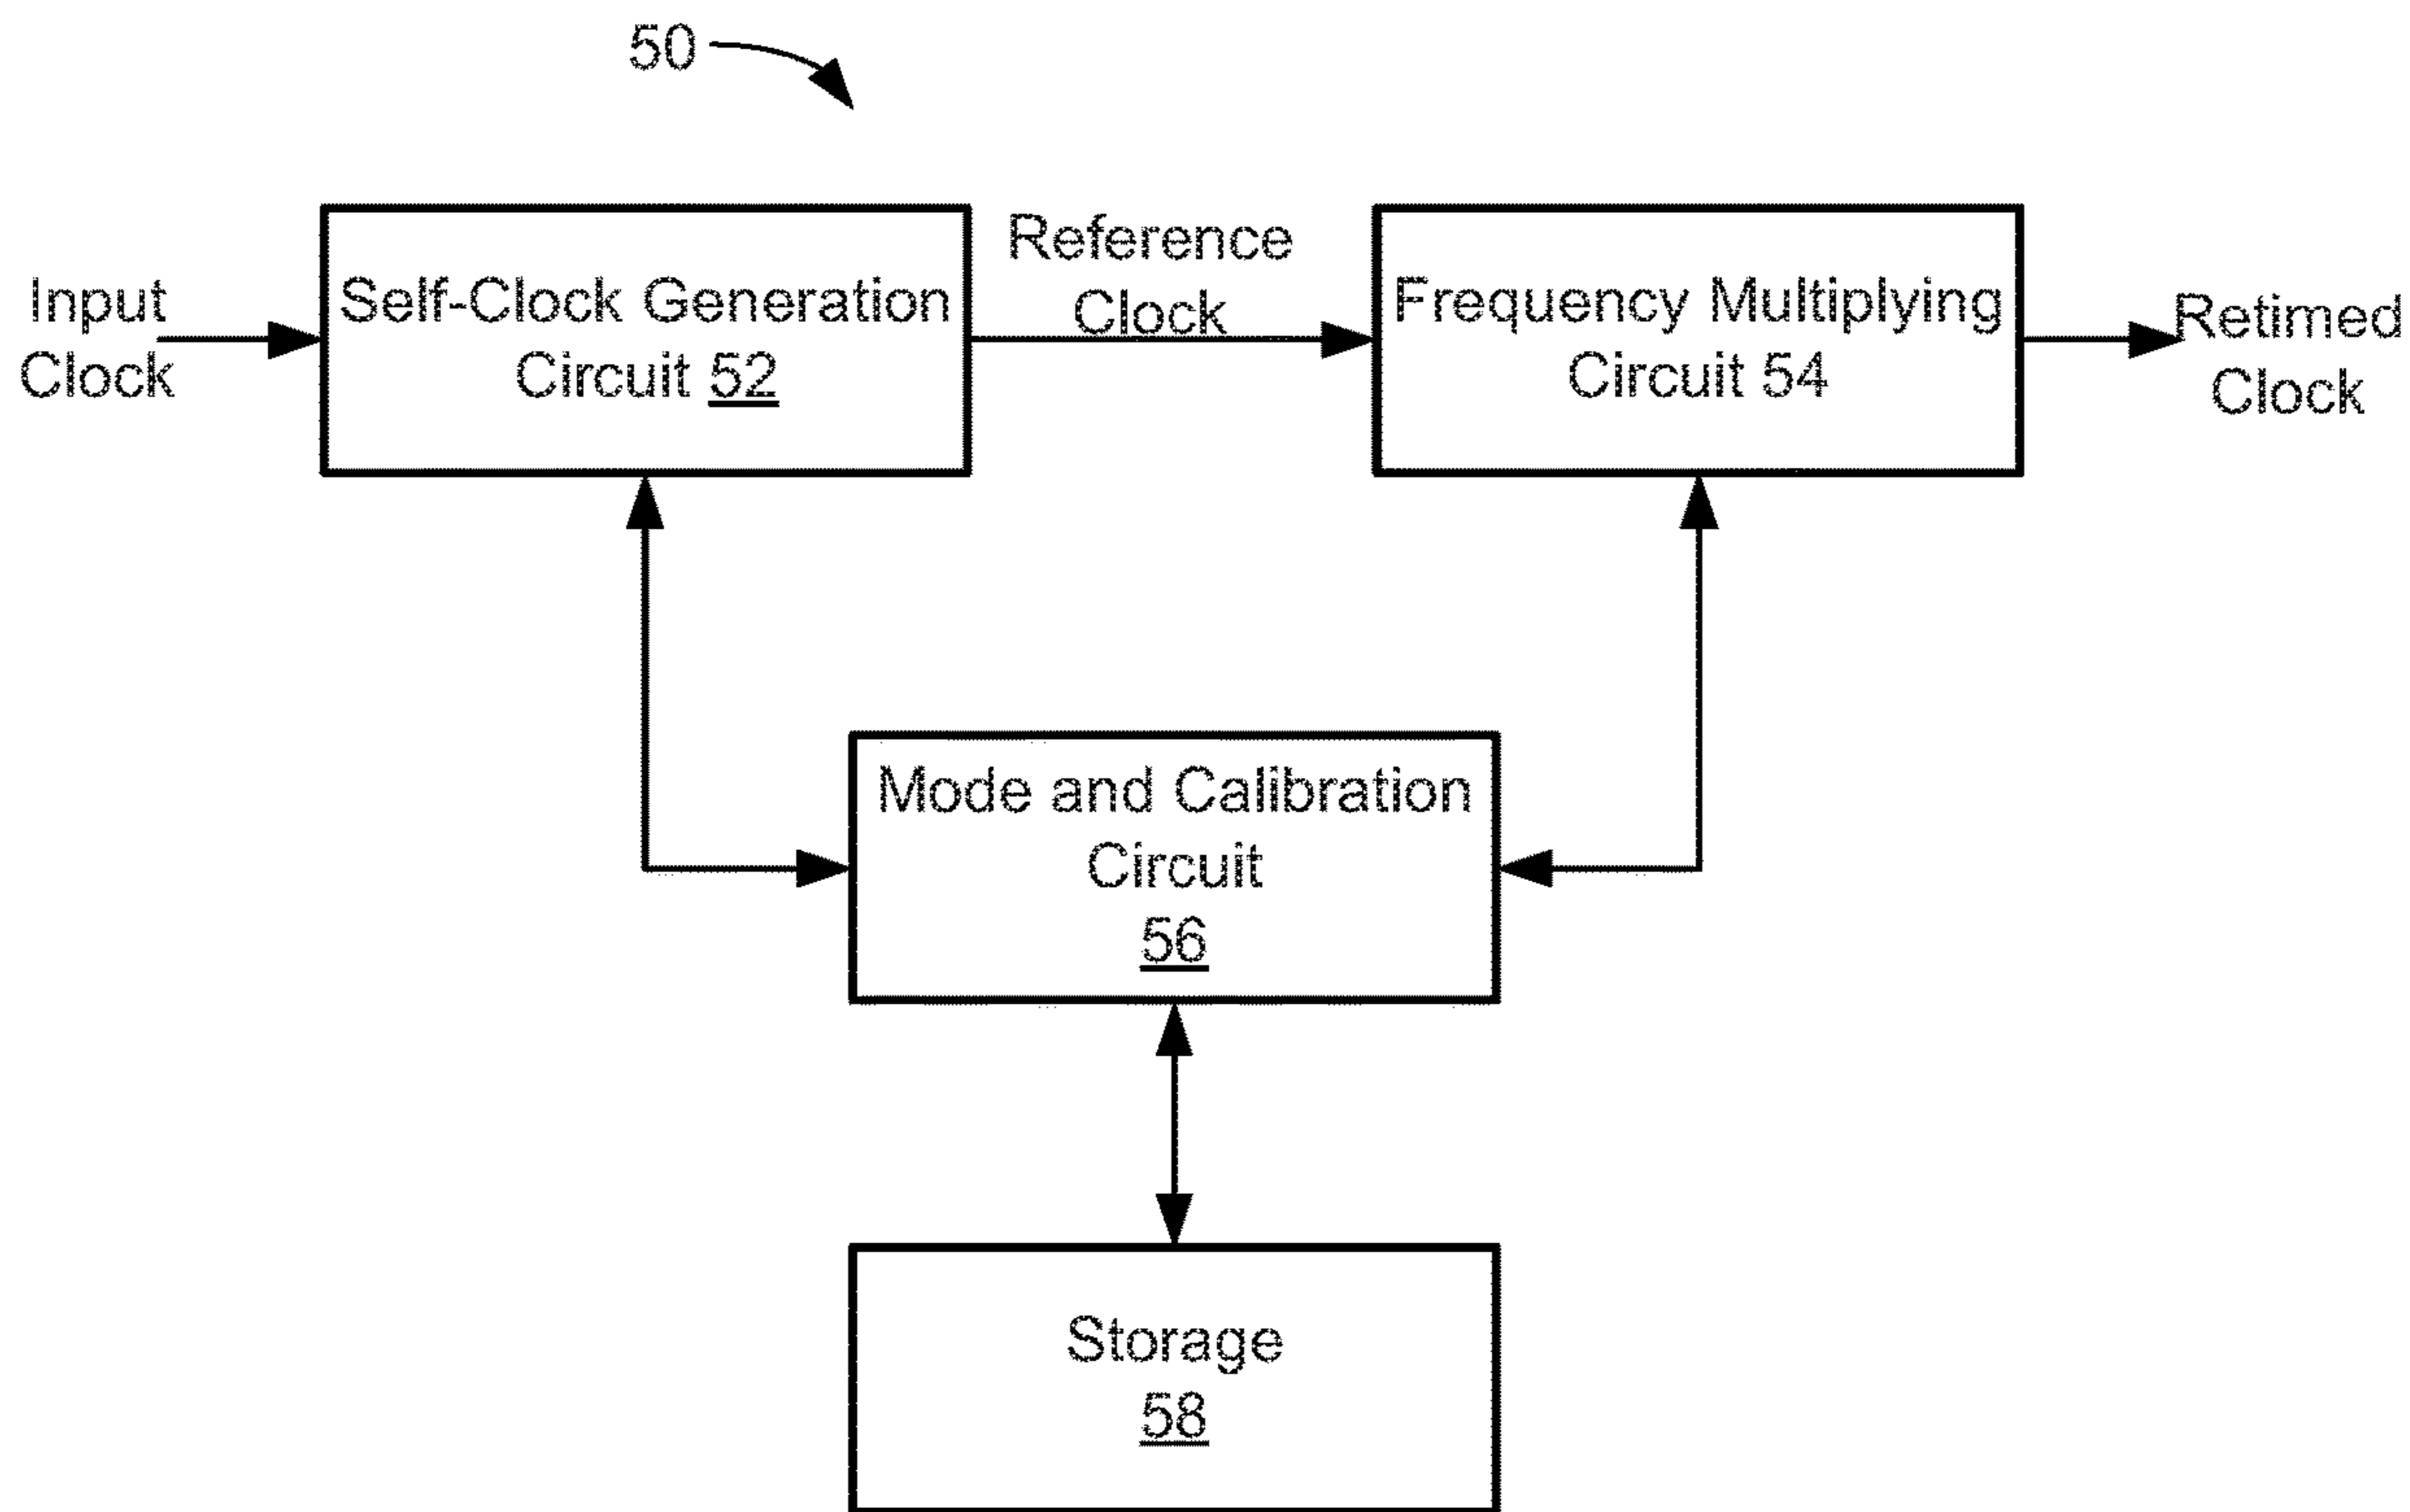 50
Input
Clock
Self-Clock Generation
Circuit 52
Reference
Clock
Frequency Multiplying
Circuit 54
Retimed
Clock
Mode and Calibration
Circuit
56
Storage
58